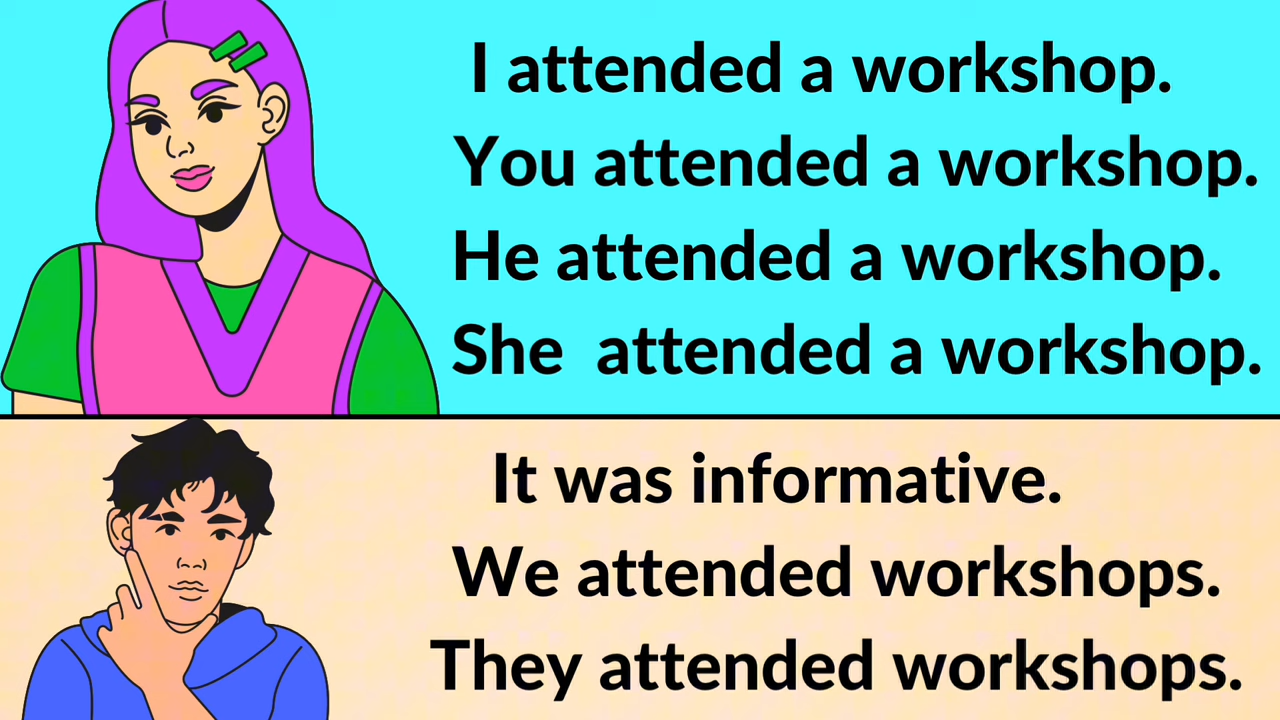 I attended a workshop.
You attended a workshop.
He attended a workshop.
She attended a workshop.
It was informative.
We attended workshops.
They attended workshops.